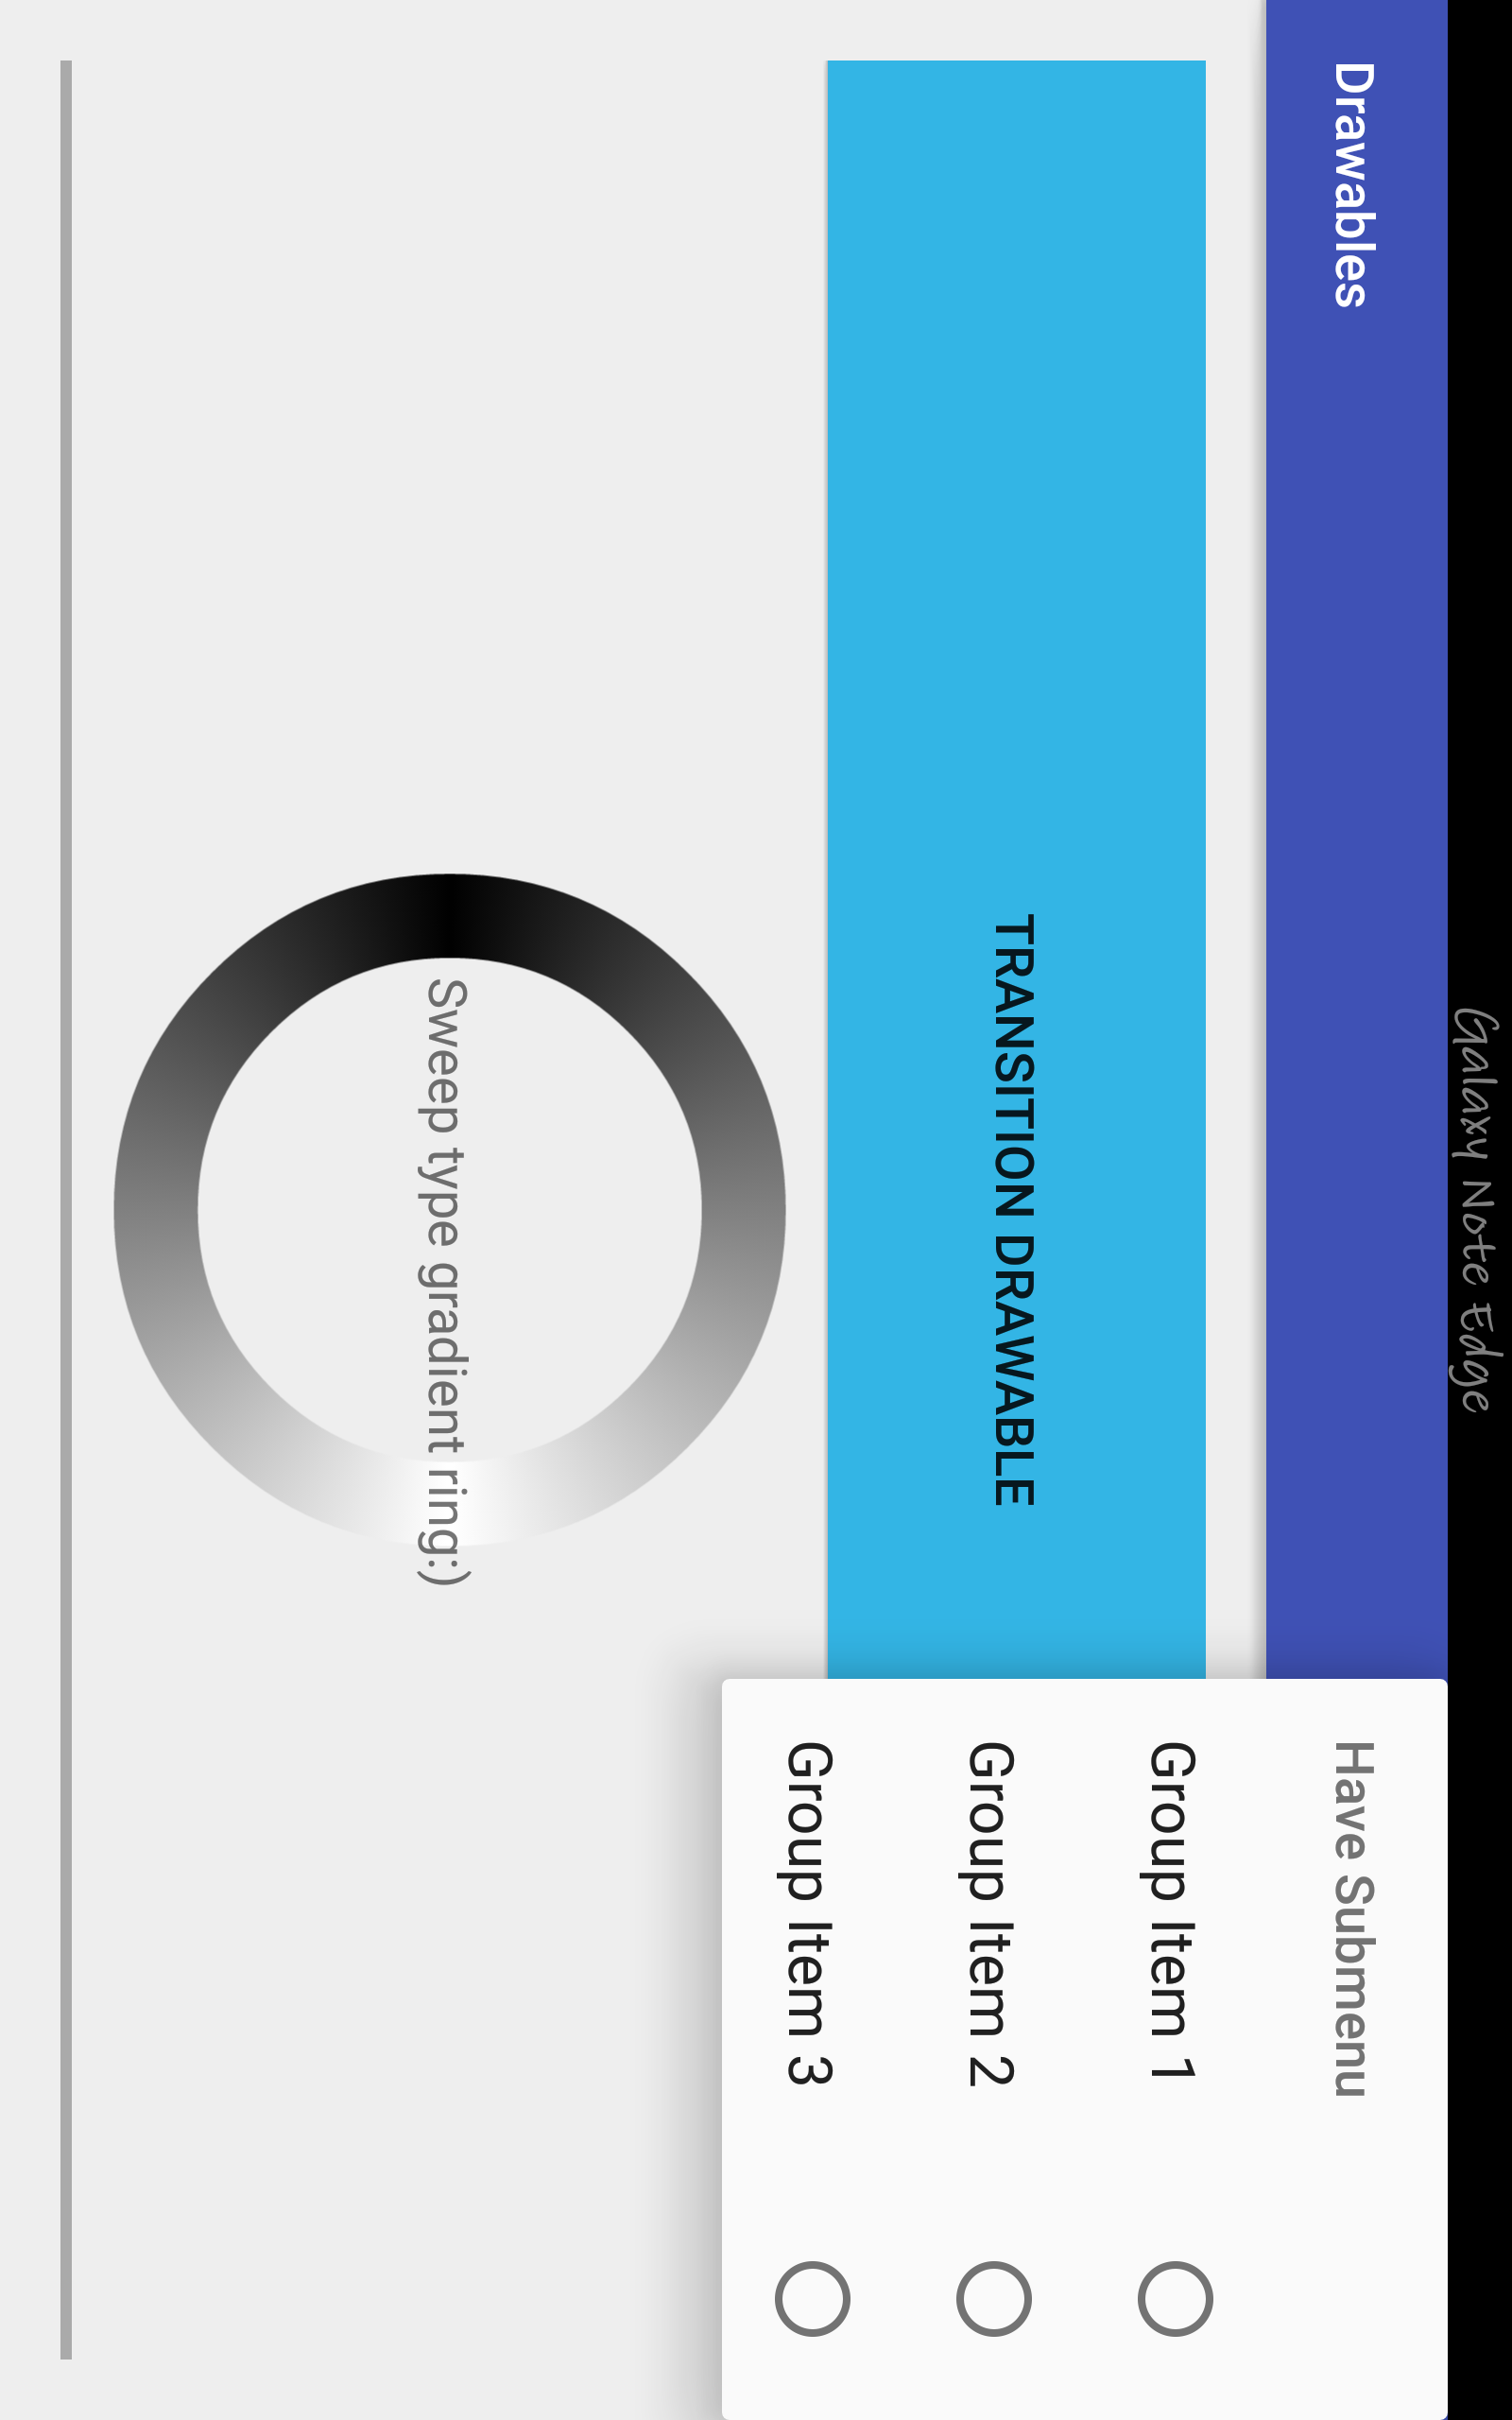 Galaxy Note Edge
Drawables
Have Submenu
Group Item 1
Group Item 2
Group Item 3
TRANSITION DRAWABLE
Sweep type gradient ring:)